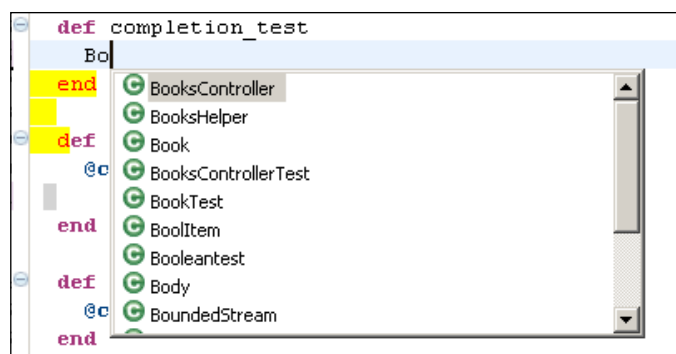 def completion_test
Bo
end
BooksController
BooksHelper
def
Book
@c
BooksControllerTest
BookTest
end
BoolItem
Booleantest
def
Body
@c
BoundedStream
end